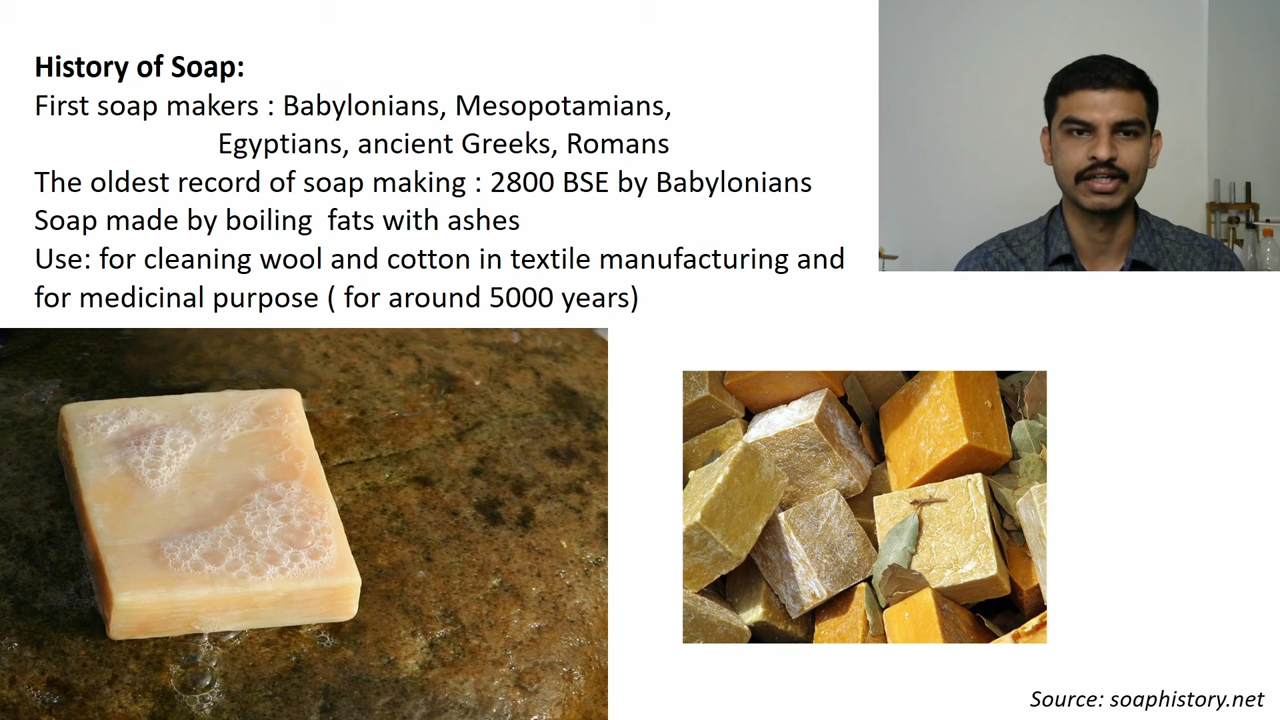 History of Soap:
First soap makers : Babylonians, Mesopotamians,
Egyptians, ancient Greeks, Romans
The oldest record of soap making : 2800 BSE by Babylonians
Soap made by boiling  fats with ashes
Use: for cleaning wool and cotton in textile manufacturing and
for medicinal purpose ( for around 5000 years)
Source: soaphistory.net